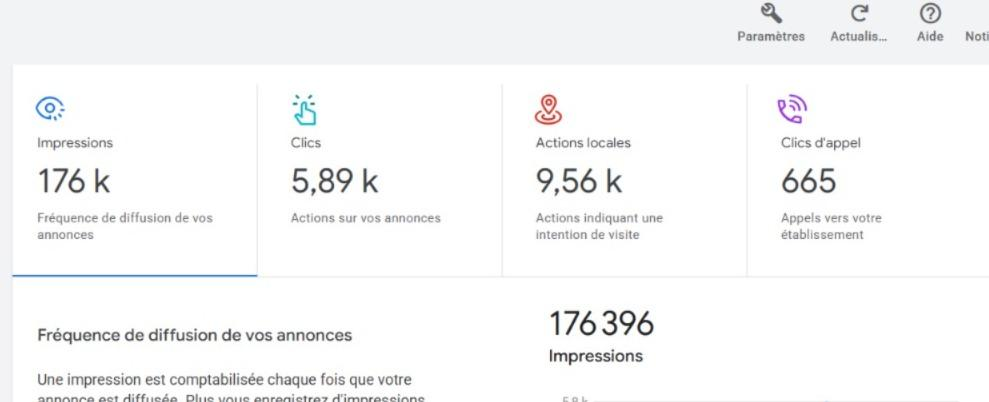 Paramètres
Actualis...
Aide
Noti
Impressions
176 k
Fréquence de diffusion de vos
annonces
Clics
5,89 k
Actions sur vos annonces
Actions locales
9,56 k
Actions indiquant une
intention de visite
Clics d'appel
665
Appels vers votre
établissement
Fréquence de diffusion de vos annonces
Une impression est comptabilisée chaque fois que votre
annonce est diffusée. Plus vous enregistrez d'impressions
176 396
Impressions